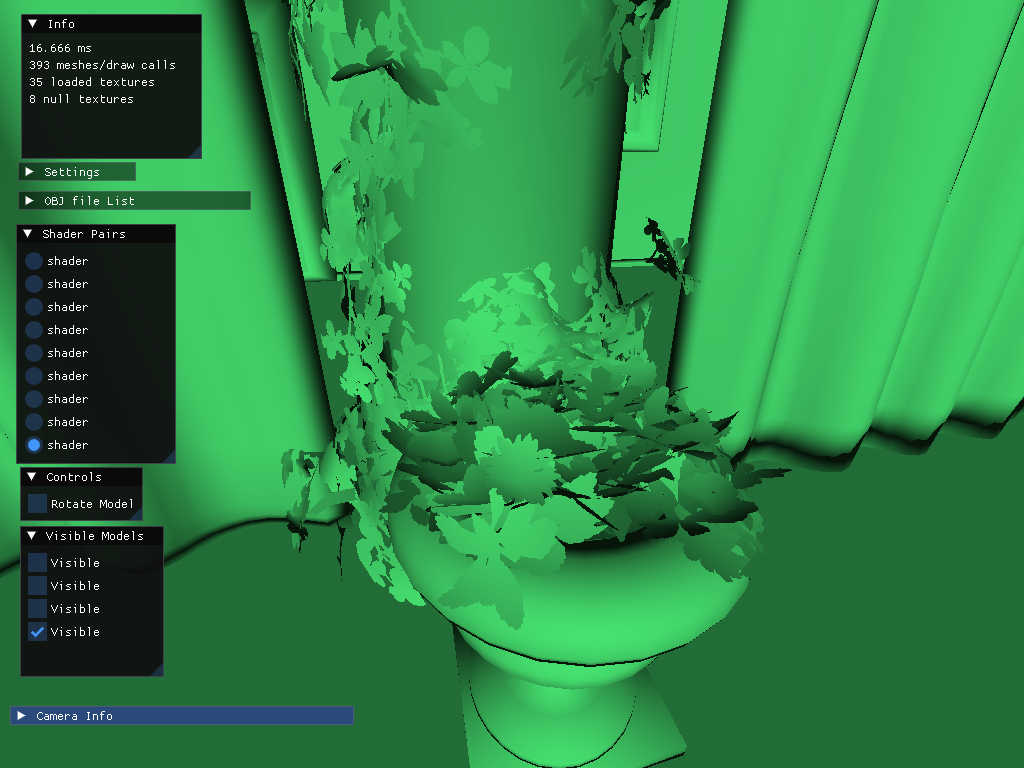 Info
16.666 ms
393 meshes/draw calls
35 loaded textures
8 null textures
Settings
OBJ file List
Shader Pairs
shader
shader
shader
shader
shader
shader
shader
shader
shader
Controls
Rotate Model
Visible Models
Visible
Visible
Visible
Visible
Camera Info